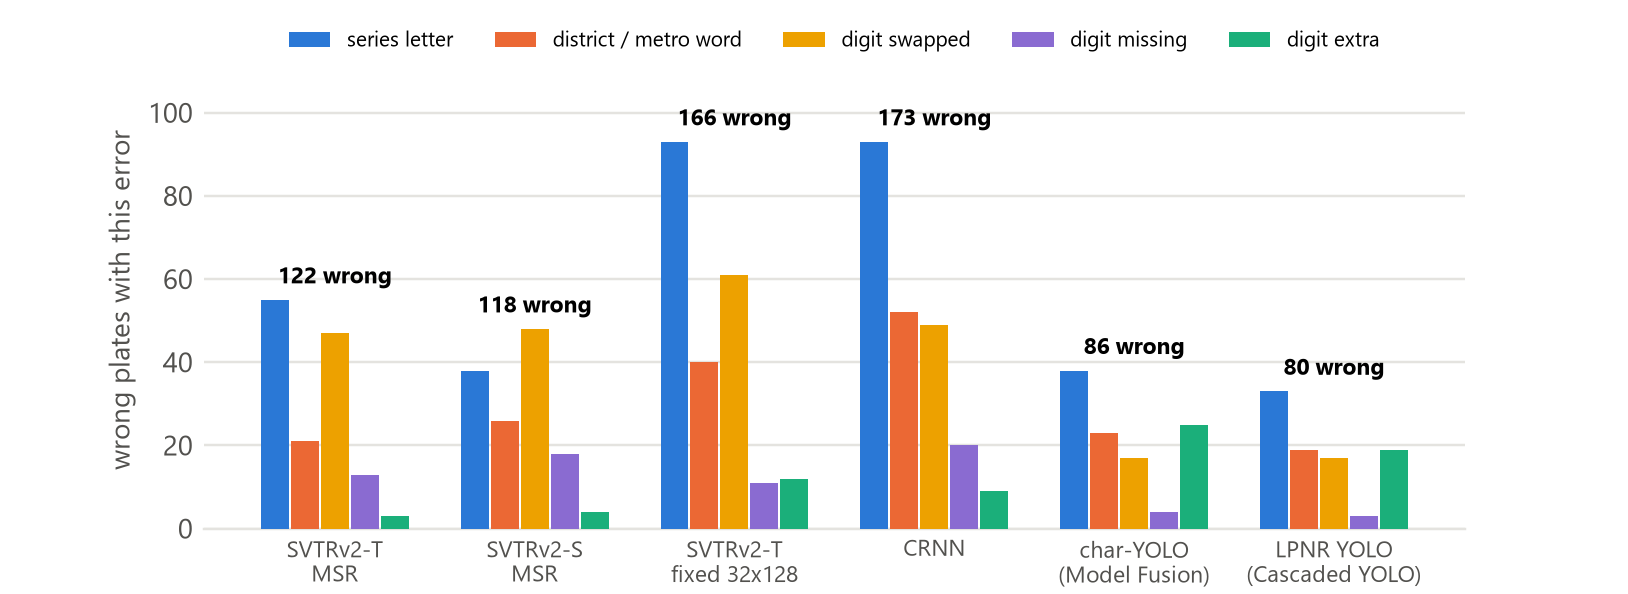 series letter district / metro word digit swapped digit missing digit extra
wrong plates with this error
100
80
60
40
20
0
122 wrong
118 wrong
166 wrong
173 wrong
86 wrong
80 wrong
SVTRv2-T
MSR
SVTRv2-S
MSR
SVTRv2-T
fixed 32x128
CRNN
char-YOLO
(Model Fusion)
LPNR YOLO
(Cascaded YOLO)